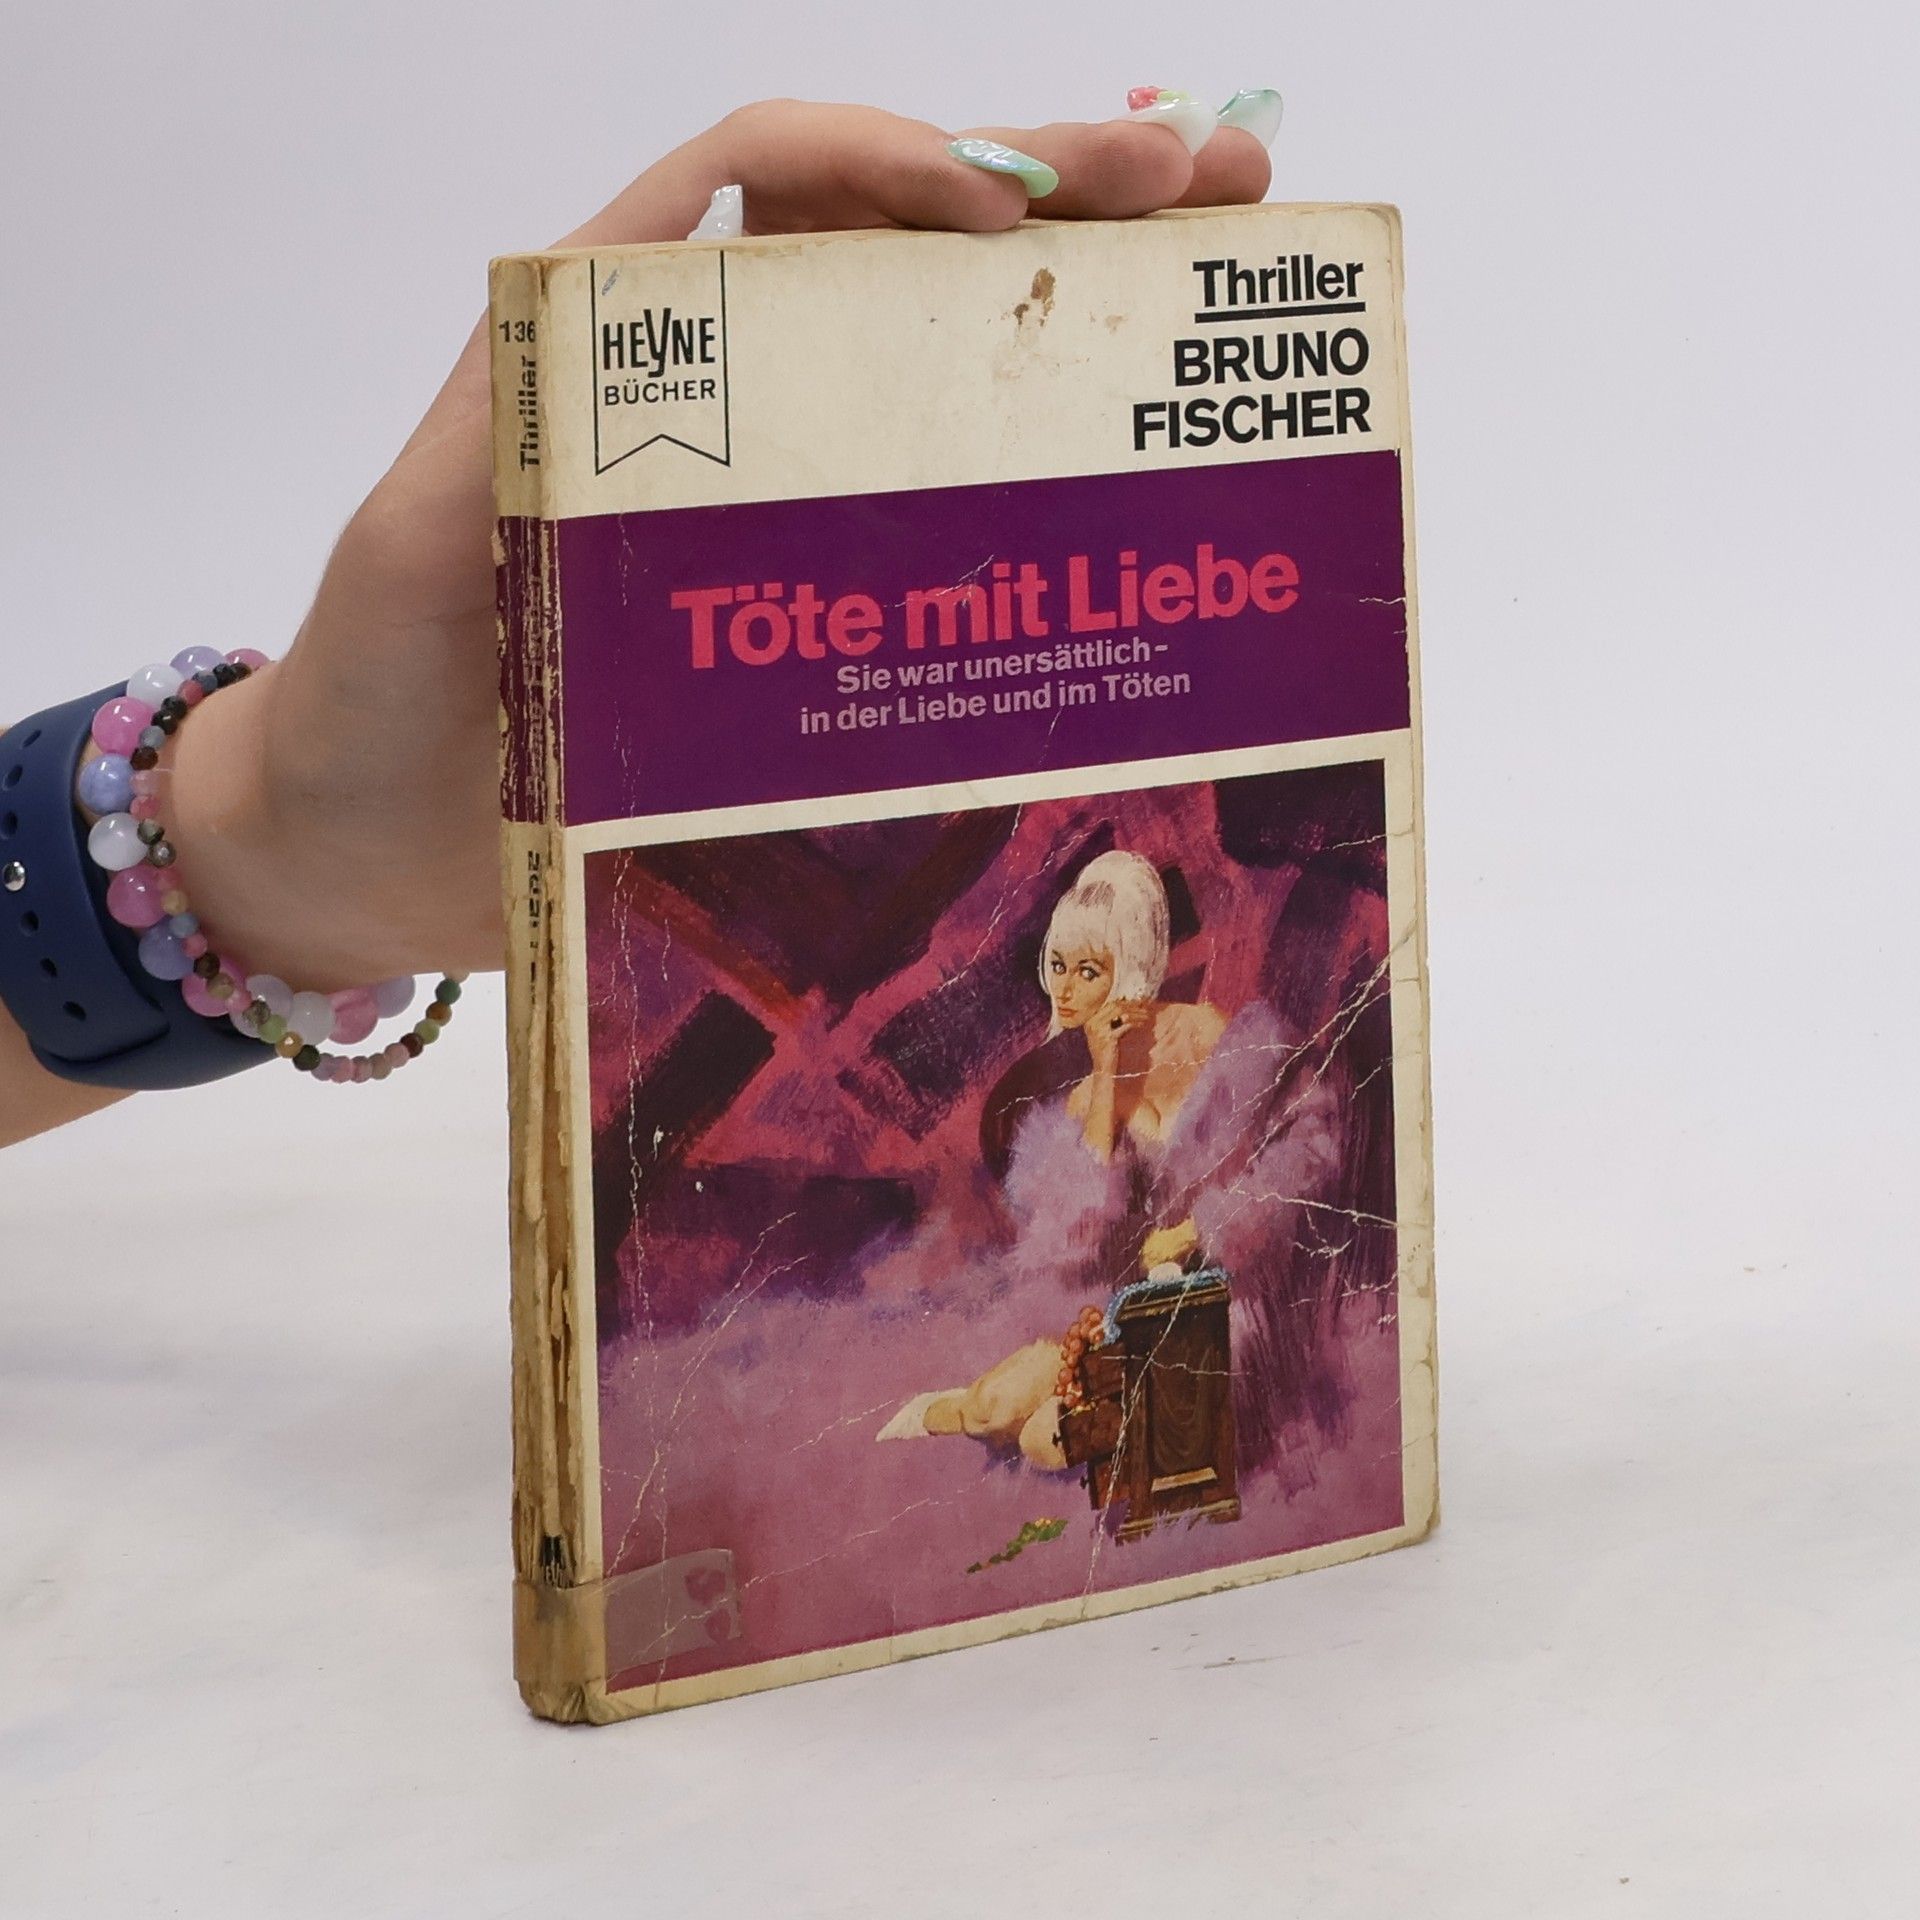 HEYNE
BÜCHER
Thriller
BRUNO
FISCHER
Töte mit Liebe
Sie war unersättlich-
in der Liebe und im Töten
136
Thriller